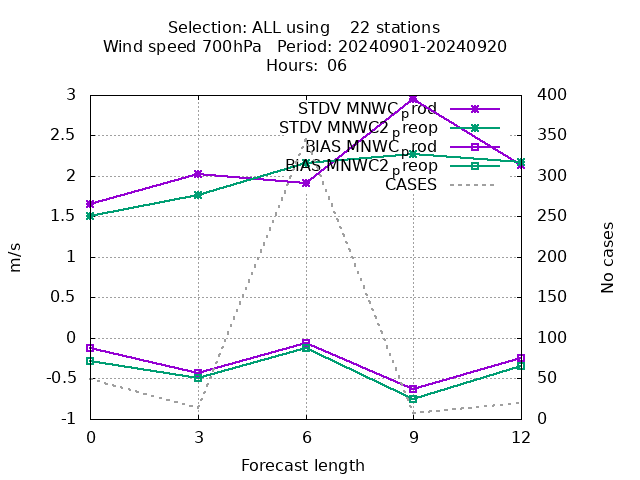 Selection: ALL using    22 stations
Wind speed 700hPa   Period: 20240901-20240920
Hours: 06
3
2.5
2
1.5
1
0.5
0
-0.5
-1
400
350
300
250
200
150
100
50
0
STDV MNWC_prod
STDV MNWC2_preop
BIAS MNWC_prod
BIAS MNWC2_preop
CASES
m/s
No cases
0 3 6 9 12
Forecast length